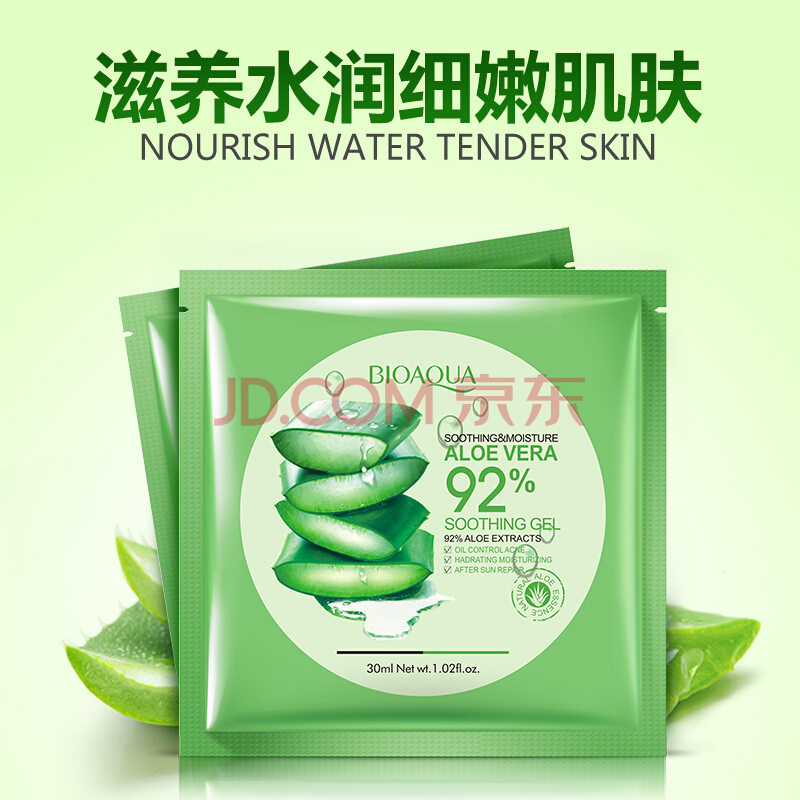 滋养水润细嫩肌肤
NOURISH WATER TENDER SKIN
BIOAQUA
JD.COM 京东
SOOTHING&MOISTURE
ALOE VERA
92%
SOOTHING GEL
92% ALOE EXTRACTS
OIL CONTROLACNE
HADRATING MOISTURIZING
AFTER SUN REPAIR
NATURAL ALOE ESSENCE
30ml Net wt.1.02fl.oz.